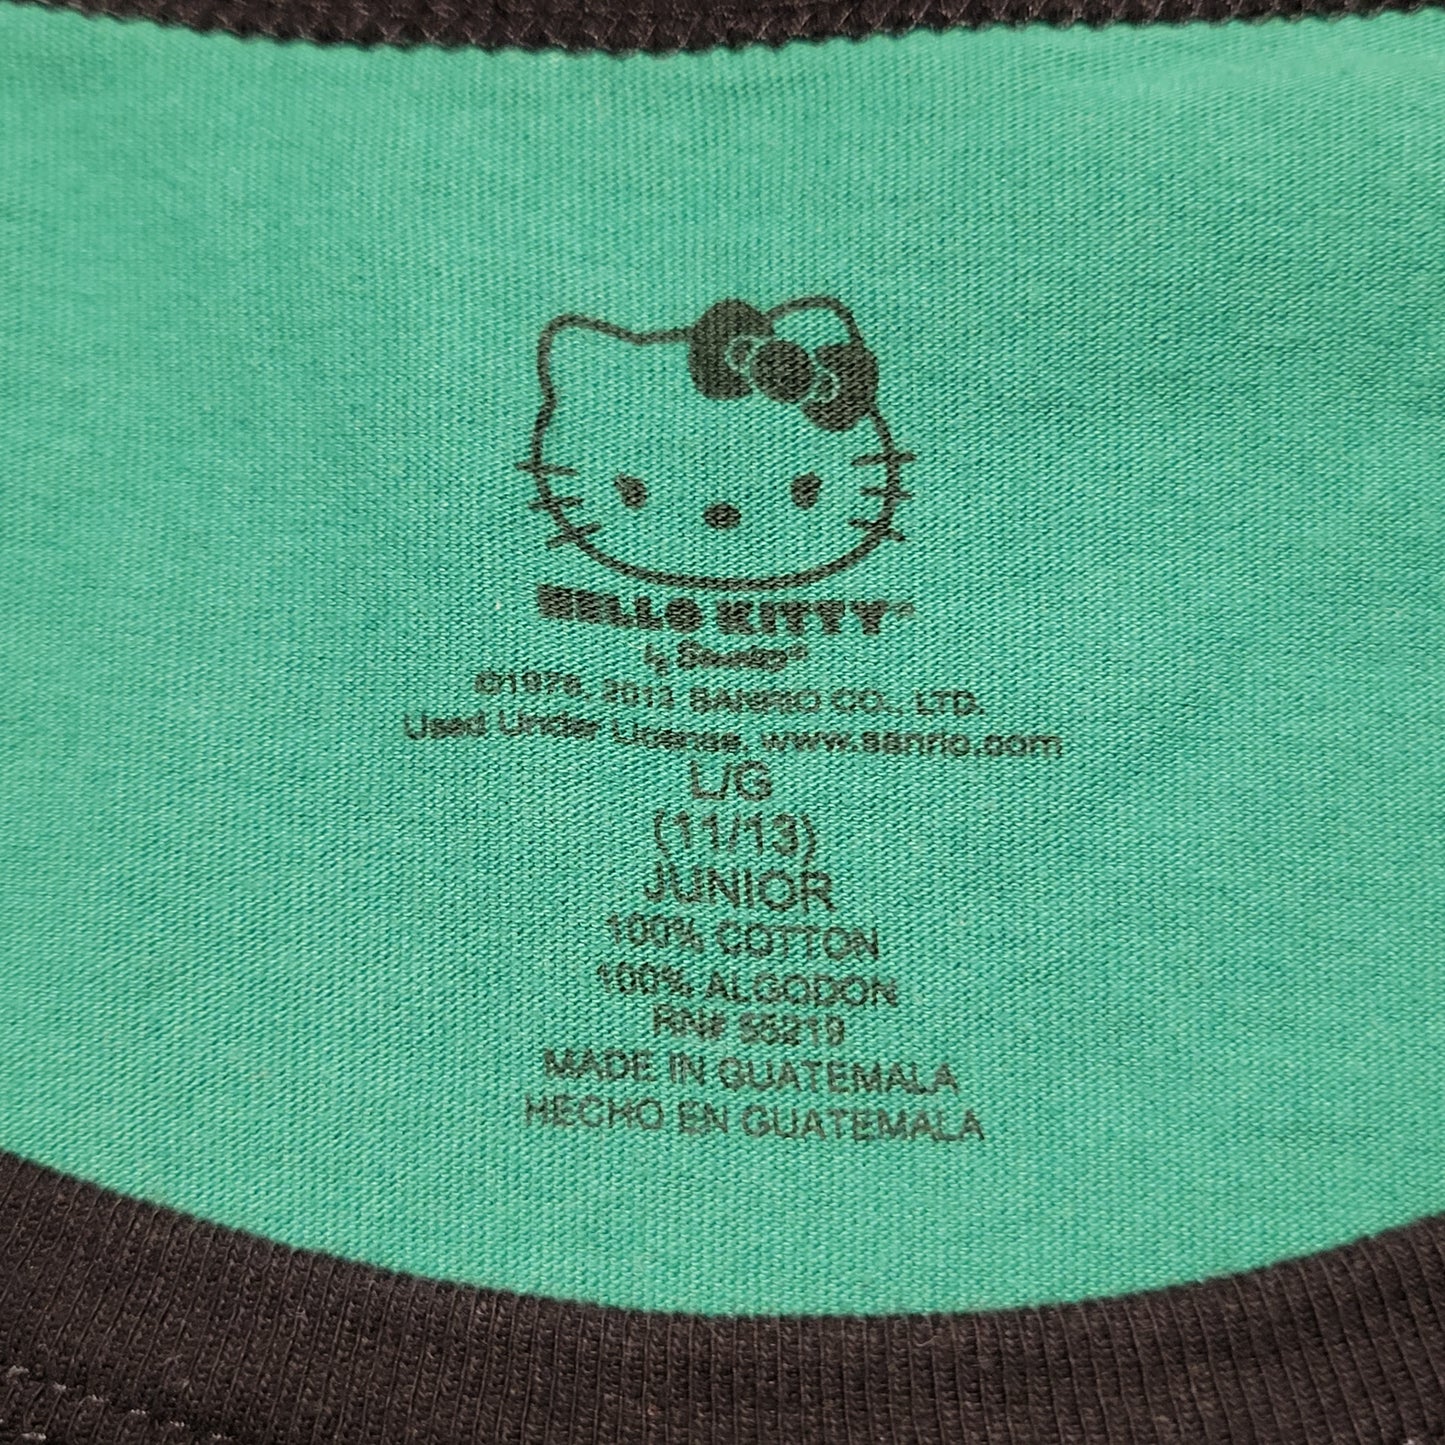 HELLO KITTY®
by Sanrio®
©1976, 2013 SANRIO CO., LTD.
Used Under License. www.sanrio.com
L/G
(11/13)
JUNIOR
100% COTTON
100% ALGODON
RN# 55219
MADE IN GUATEMALA
HECHO EN GUATEMALA